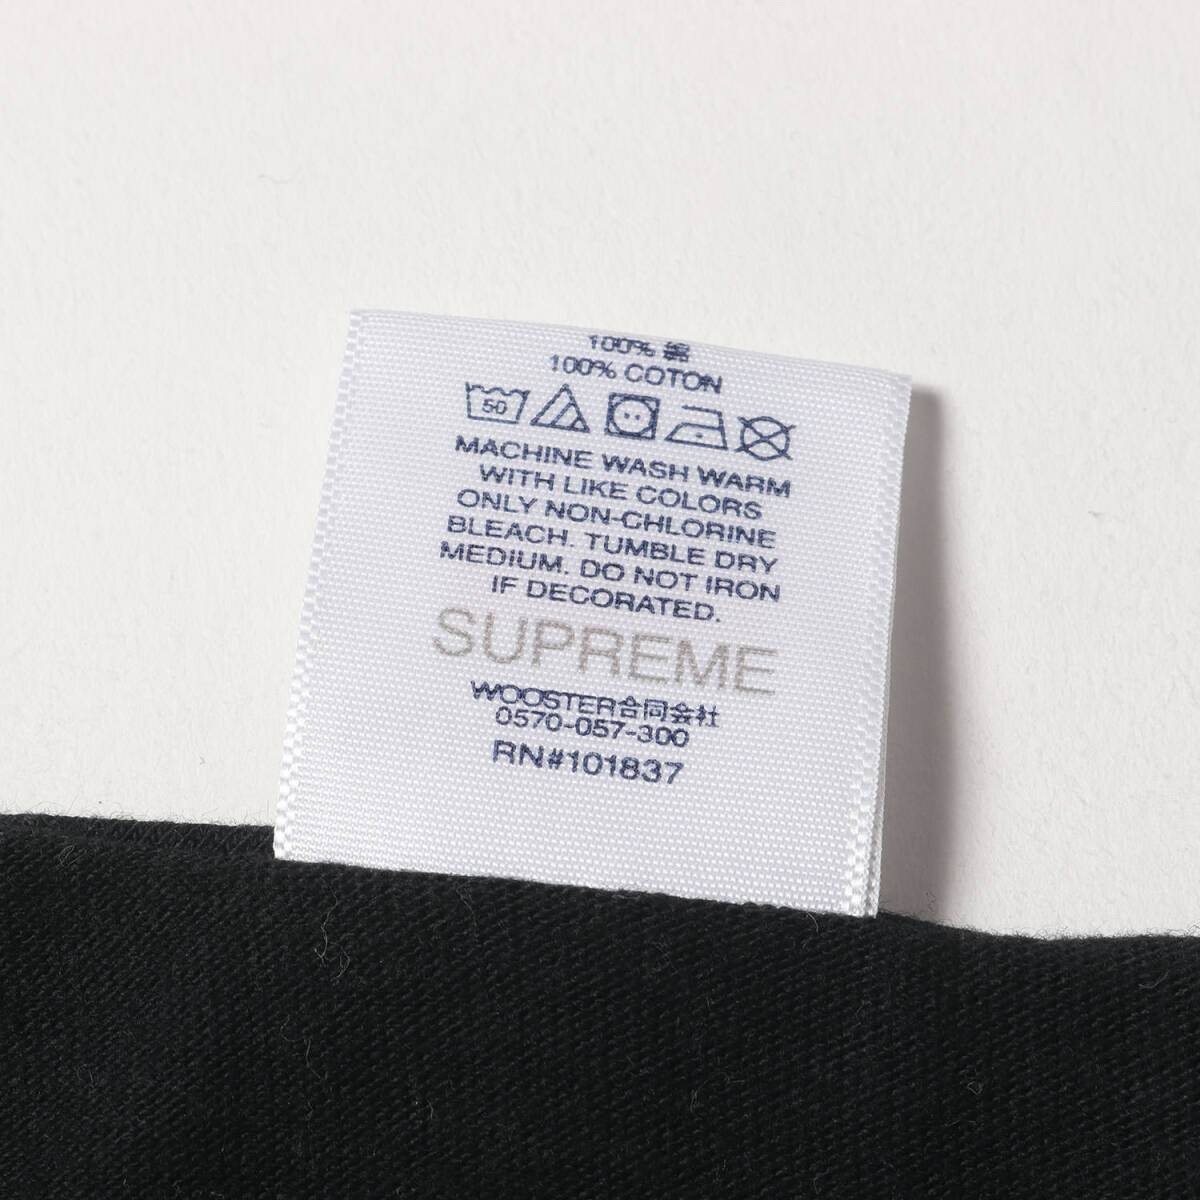 100% 綿
100% COTON
50
MACHINE WASH WARM
WITH LIKE COLORS
ONLY NON-CHLORINE
BLEACH. TUMBLE DRY
MEDIUM. DO NOT IRON
IF DECORATED.
SUPREME
WOOSTER合同会社
0570-057-300
RN#101837